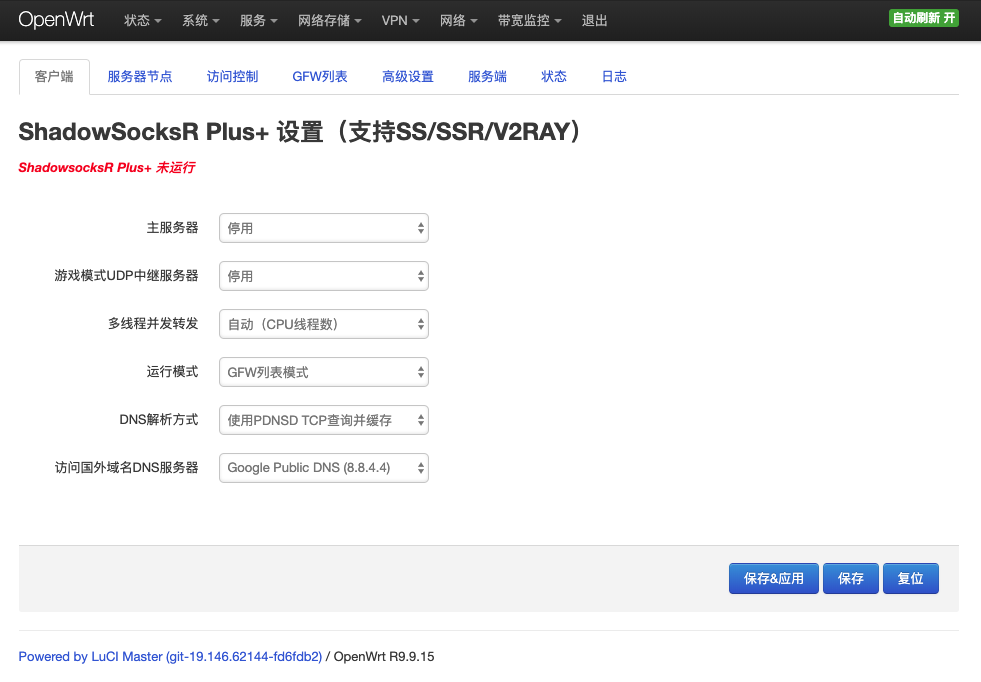 OpenWrt 状态 系统 服务 网络存储 VPN 网络 带宽监控 退出 自动刷新 开
客户端 服务器节点 访问控制 GFW列表 高级设置 服务端 状态 日志
ShadowSocksR Plus+ 设置（支持SS/SSR/V2RAY）
ShadowsocksR Plus+ 未运行
主服务器 停用
游戏模式UDP中继服务器 停用
多线程并发转发 自动（CPU线程数）
运行模式 GFW列表模式
DNS解析方式 使用PDNSD TCP查询并缓存
访问国外域名DNS服务器 Google Public DNS (8.8.4.4)
保存&应用 保存 复位
Powered by LuCI Master (git-19.146.62144-fd6fdb2) / OpenWrt R9.9.15